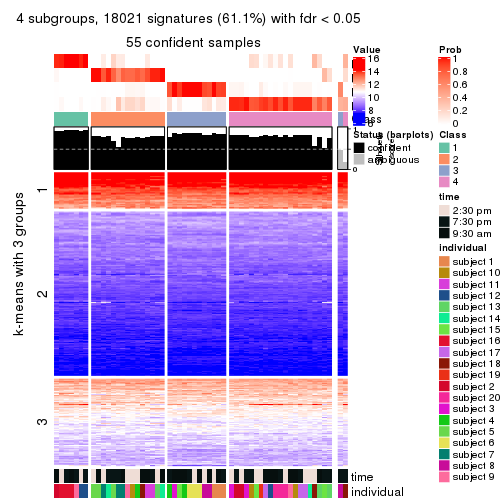 4 subgroups, 18021 signatures (61.1%) with fdr < 0.05
55 confident samples
k-means with 3 groups
1
2
3
Value
16
14
12
10
8
6
Prob
1
0.8
0.6
0.4
0.2
0
Status (barplots)
confident
ambiguous
1
0
Class
1
2
3
4
time
2:30 pm
7:30 pm
9:30 am
individual
subject 1
subject 10
subject 11
subject 12
subject 13
subject 14
subject 15
subject 16
subject 17
subject 18
subject 19
subject 2
subject 20
subject 3
subject 4
subject 5
subject 6
subject 7
subject 8
subject 9
time
individual